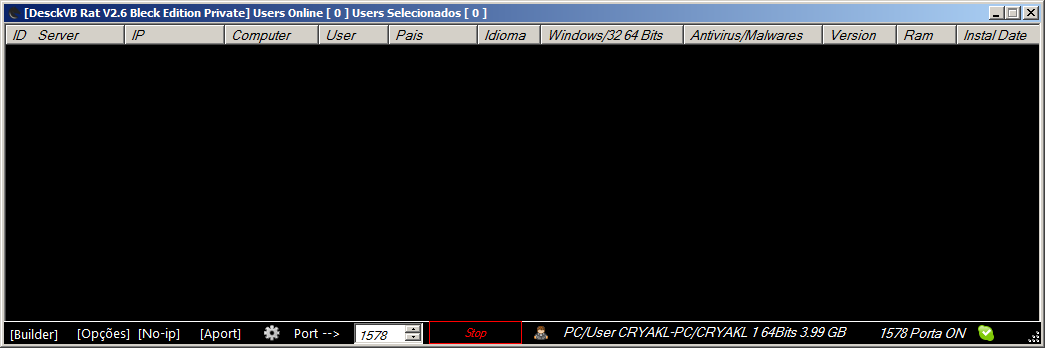 [DesckVB Rat V2.6 Bleck Edition Private] Users Online [ 0 ] Users Selecionados [ 0 ]
ID Server IP Computer User Pais Idioma Windows/32 64 Bits Antivirus/Malwares Version Ram Instal Date
[Builder] [Opções] [No-ip] [Aport] Port --> 1578 Stop PC/User CRYAKL-PC/CRYAKL 1 64Bits 3.99 GB 1578 Porta ON